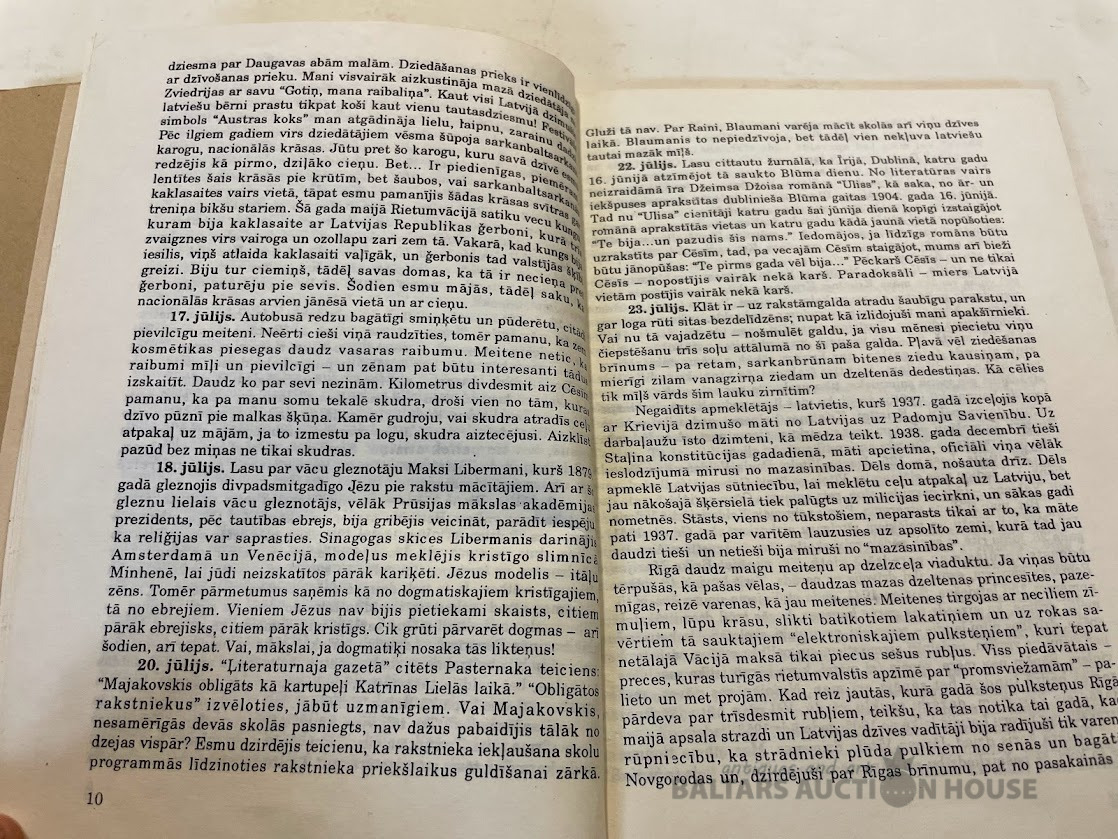 dziesma par Daugavas abām malām. Dziedāšanas prieks ir vienlīdzīgs
ar dzīvošanas prieku. Mani visvairāk aizkustināja mazā dziedātāja
Zviedrijas ar savu “Gotiņ, mana raibaliņa”. Kaut visi Latvijā dzimuši
latviešu bērni prastu tikpat koši kaut vienu tautasdziesmu!
simbols “Austras koks” man atgādināja lielu, laipnu, zarainu
Pēc ilgiem gadiem virs dziedātājiem vēsma šūpoja sarkanbaltsarkanu
karogu, nacionālās krāsas. Jūtu pret šo karogu, kuru savā dzīvē esmu
redzējis kā pirmo, dziļāko cieņu. Bet... Ir piedienīgas, piemēram,
lentītes šais krāsās pie krūtīm, bet šaubos, vai sarkanbaltsarkanas
kaklasaites vairs vietā, tāpat esmu pamanījis šādas krāsas svītras
treniņa bikšu stariem. Šā gada maijā Rietumvācijā satiku vecu kungu
kuram bija kaklasaite ar Latvijas Republikas ģerboni, kurā trīs
zvaigznes virs vairoga un ozollapu zari zem tā. Vakarā, kad kungs bija
iesilis, viņš atlaida kaklasaiti vaļīgāk, un ģerbonis tad valstījās
greizi. Biju tur ciemiņš, tādēļ savas domas, ka tā ir necieņa pret
ģerboni, paturēju pie sevis. Šodien esmu mājās, tādēļ saku, ka
nacionālās krāsas arvien jānēsā vietā un ar cieņu.
17. jūlijs. Autobusā redzu bagātīgi smiņķētu un pūderētu, citādi
pievilcīgu meiteni. Neērti cieši viņā raudzīties, tomēr pamanu, ka zem
kosmētikas piesegas daudz vasaras raibumu. Meitene netic, ka
raibumi mīļi un pievilcīgi – un zēnam pat būtu interesanti tādus
izskaitīt. Daudz ko par sevi nezinām. Kilometrus divdesmit aiz Cēsīm
pamanu, ka pa manu somu tekalē skudra, droši vien no tām, kuras
dzīvo pūznī pie malkas šķūņa. Kamēr gudroju, vai skudra atradīs ceļu
atpakaļ uz mājām, ja to izmestu pa logu, skudra aiztecējusi. Aizklīst,
pazūd bez miņas ne tikai skudras.
18. jūlijs. Lasu par vācu gleznotāju Maksi Libermani, kurš 1879.
gadā gleznojis divpadsmitgadīgo Jēzu pie rakstu mācītājiem. Arī ar šo
gleznu lielais vācu gleznotājs, vēlāk Prūsijas mākslas akadēmijas
prezidents, pēc tautības ebrejs, bija gribējis veicināt, parādīt iespēju,
ka reliģijas var saprasties. Sinagogas skices Libermanis darinājis
Amsterdamā un Venēcijā, modeļus meklējis kristīgo slimnīcā
Minhenē, lai jūdi neizskatītos pārāk kariķēti. Jēzus modelis – itāļu
zēns. Tomēr pārmetumus saņēmis kā no dogmatiskajiem kristīgajiem,
tā no ebrejiem. Vieniem Jēzus nav bijis pietiekami skaists, citiem
pārāk ebrejisks, citiem pārāk kristīgs. Cik grūti pārvarēt dogmas – arī
šodien, arī tepat. Vai, mākslai, ja dogmatiķi nosaka tās likteņus!
20. jūlijs. “Ļiteraturnaja gazetā” citēts Pasternaka teiciens:
“Majakovskis obligāts kā kartupeļi Katrīnas Lielās laikā.” “Obligātos
rakstniekus” izvēloties, jābūt uzmanīgiem. Vai Majakovskis,
nesamērīgās devās skolās pasniegts, nav dažus pabaidījis tālāk no
dzejas vispār? Esmu dzirdējis teicienu, ka rakstnieka iekļaušana skolu
programmās līdzinoties rakstnieka priekšlaikus guldīšanai zārkā.
10
Gluži tā nav. Par Raini, Blaumani varēja mācīt skolās arī viņu dzīves
laikā. Blaumanis to nepiedzīvoja, bet tādēļ vien nekļuva latviešu
tautai mazāk mīļš.
22. jūlijs. Lasu cittautu žurnālā, ka Īrijā, Dublinā, katru gadu
16. jūnijā atzīmējot tā saukto Blūma dienu. No literatūras vairs
neizraidāmā īra Džeimsa Džoisa romānā “Uliss”, kā saka, no ār- un
iekšpuses aprakstītas dublinieša Blūma gaitas 1904. gada 16. jūnijā.
Tad nu “Ulisa” cienītāji katru gadu šai jūnija dienā kopīgi izstaigājot
romānā aprakstītās vietas un katru gadu kādā jaunā vietā nopūšoties:
“Te bija...un pazudis šis nams.” Iedomājos, ja līdzīgs romāns būtu
uzrakstīts par Cēsīm, tad, pa vecajām Cēsīm staigājot, mums arī bieži
būtu jānopūšas: “Te pirms gada vēl bija...” Pēckarš Cēsīs – un ne tikai
Cēsīs – nopostījis vairāk nekā karš. Paradoksāli – miers Latvijā
vietām postījis vairāk nekā karš.
23. jūlijs. Klāt ir – uz rakstāmgalda atradu šaubīgu parakstu, un
gar loga rūti sitas bezdelidzēns; nupat kā izlidojuši mani apakšīrnieki.
Vai nu tā vajadzētu – nošmulēt galdu, ja visu mēnesi piecietu viņu
čiepstēšanu trīs soļu attālumā no šī paša galda. Pļavā vēl ziedēšanas
brīnums – pa retam, sarkanbrūnam bitenes ziedu kausiņam, pa
mierīgi zilam vanagzirņa ziedam un dzeltenās dedestiņas. Kā cēlies
tik mīļš vārds šim lauku zirnītim?
Negaidīts apmeklētājs – latvietis, kurš 1937. gadā izceļojis kopā
ar Krievijā dzimušo māti no Latvijas uz Padomju Savienību. Uz
darbaļaužu īsto dzimteni, kā mēdza teikt. 1938. gada decembrī tieši
Staļina konstitūcijas gadadienā, māti apcietina, oficiāli viņa vēlāk
ieslodzījumā mirusi no mazasinības. Dēls domā, nošauta drīz. Dēls
apmeklē Latvijas sūtniecību, lai meklētu ceļu atpakaļ uz Latviju, bet
jau nākošajā šķērsielā tiek palūgts uz milicijas iecirkni, un sākas gadi
nometnēs. Stāsts, viens no tūkstošiem, neparasts tikai ar to, ka māte
pati 1937. gadā par varītēm lauzusies uz apsolīto zemi, kurā tad jau
daudzi tieši un netieši bija miruši no “mazasinības”.
Rīgā daudz maigu meiteņu ap dzelzceļa viaduktu. Ja viņas būtu
tērpušās, kā pašas vēlas, – daudzas mazas dzeltenas princesītes, paze-
mīgas, reizē varenas, kā jau meitenes. Meitenes tirgojas ar neciliem zī-
muļiem, lūpu krāsu, slikti batikotiem lakatiņiem un uz rokas sa-
vērtiem tā sauktajiem “elektroniskajiem pulksteņiem”, kuri tepat
netālajā Vācijā maksā tikai piecus sešus rubļus. Viss piedāvātais –
preces, kuras turīgās rietumvalstīs apzīmē par “promsviežamām” – pa-
lieto un met projām. Kad reiz jautās, kurā gadā šos pulksteņus Rīgā
pārdeva par trīsdesmit rubļiem, teikšu, ka tas notika tai gadā, ka
maijā apsala strazdi un Latvijas dzīves vadītāji bija radījuši tik varen
rūpniecību, ka strādnieki plūda pulkiem no senās un bagāt
Novgorodas un, dzirdējuši par Rīgas brīnumu, pat no pasakainās
BALTARS AUCTION HOUSE